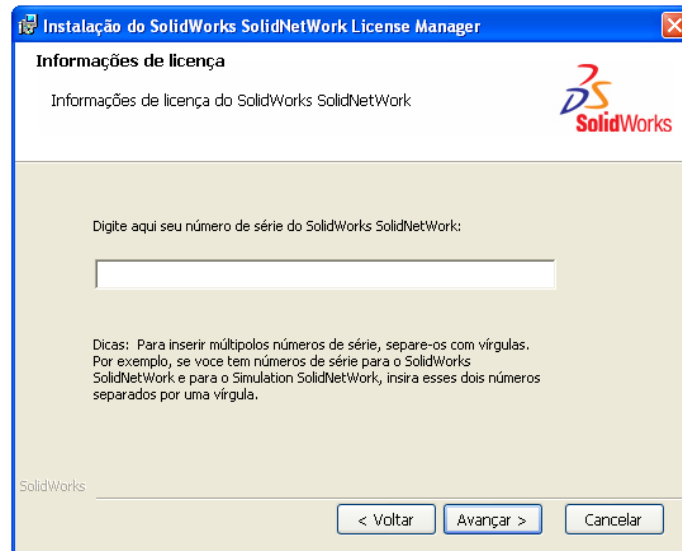 Instalação do SolidWorks SolidNetWork License Manager
Informações de licença
Informações de licença do SolidWorks SolidNetWork
SolidWorks
Digite aqui seu número de série do SolidWorks SolidNetWork:
Dicas: Para inserir múltipolos números de série, separe-os com vírgulas.
Por exemplo, se voce tem números de série para o SolidWorks
SolidNetWork e para o Simulation SolidNetWork, insira esses dois números
separados por uma vírgula.
SolidWorks
< Voltar
Avançar >
Cancelar